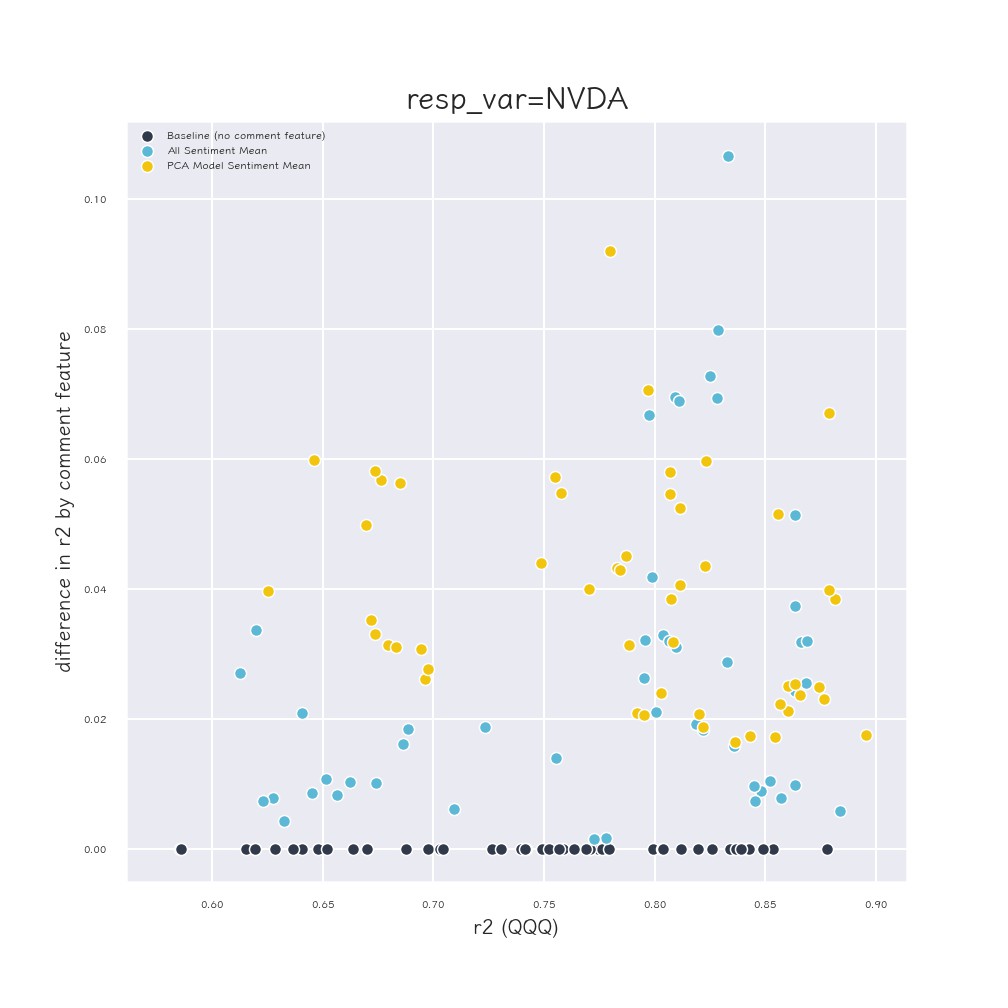 resp_var=NVDA
Baseline (no comment feature)
All Sentiment Mean
PCA Model Sentiment Mean
difference in r2 by comment feature
0.10
0.08
0.06
0.04
0.02
0.00
0.60 0.65 0.70 0.75 0.80 0.85 0.90
r2 (QQQ)